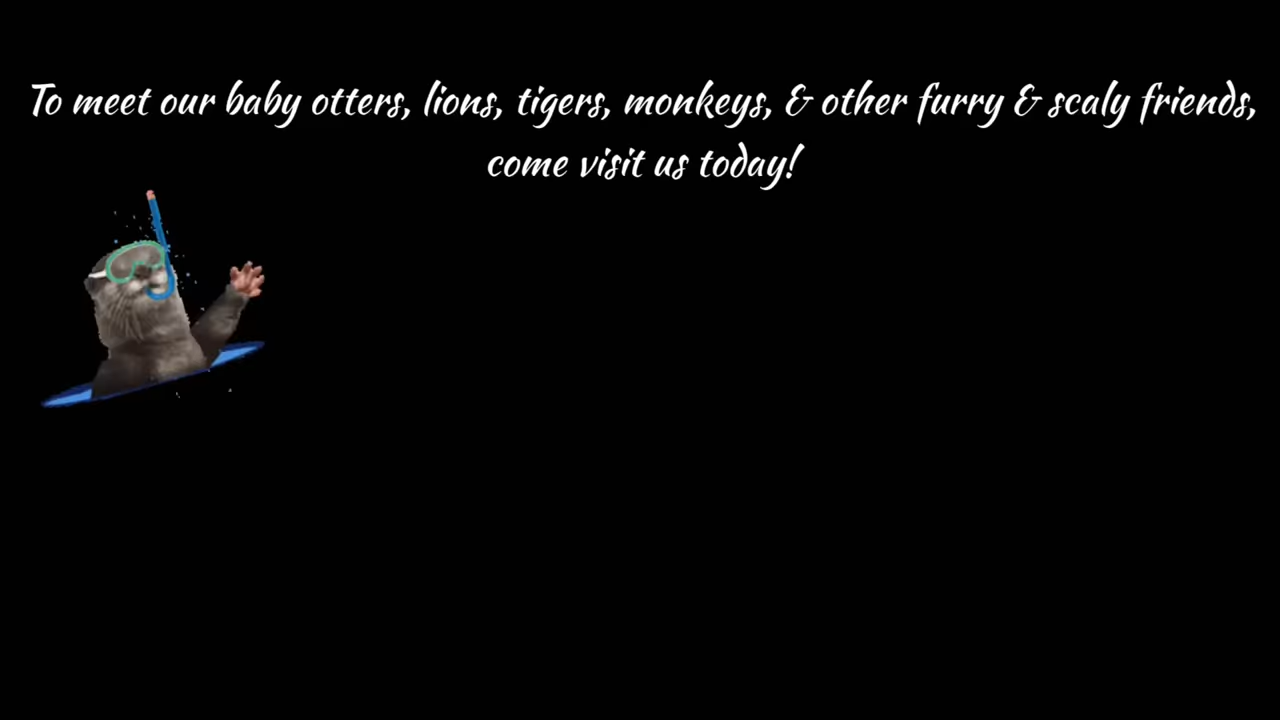 To meet our baby otters, lions, tigers, monkeys, & other furry & scaly friends,
come visit us today!